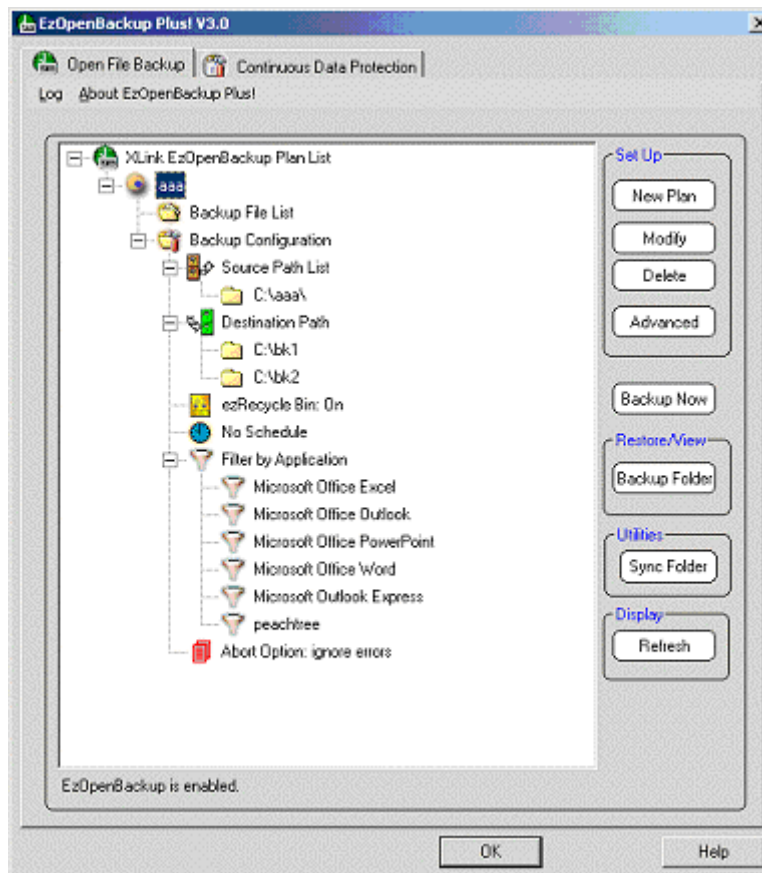 EzOpenBackup Plus! V3.0
Open File Backup
Continuous Data Protection
Log About EzOpenBackup Plus!
XLink EzOpenBackup Plan List
aaa
Backup File List
Backup Configuration
Source Path List
C:\aaa\
Destination Path
C:\bk1
C:\bk2
ezRecycle Bin: On
No Schedule
Filter by Application
Microsoft Office Excel
Microsoft Office Outlook
Microsoft Office PowerPoint
Microsoft Office Word
Microsoft Outlook Express
peachtree
Abort Option: ignore errors
Set Up
New Plan
Modify
Delete
Advanced
Backup Now
Restore/View
Backup Folder
Utilities
Sync Folder
Display
Refresh
EzOpenBackup is enabled.
OK
Help